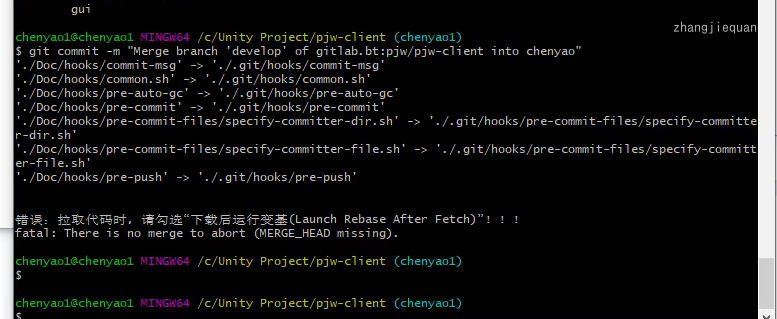 gui
chenyao1@chenyao1 MINGW64 /c/Unity Project/pjw-client (chenyao1)
zhangjiequan
$ git commit -m "Merge branch 'develop' of gitlab.bt:pjw/pjw-client into chenyao"
'./Doc/hooks/commit-msg' -> './.git/hooks/commit-msg'
'./Doc/hooks/common.sh' -> './.git/hooks/common.sh'
'./Doc/hooks/pre-auto-gc' -> './.git/hooks/pre-auto-gc'
'./Doc/hooks/pre-commit' -> './.git/hooks/pre-commit'
'./Doc/hooks/pre-commit-files/specify-committer-dir.sh' -> './.git/hooks/pre-commit-files/specify-committe
r-dir.sh'
'./Doc/hooks/pre-commit-files/specify-committer-file.sh' -> './.git/hooks/pre-commit-files/specify-committ
er-file.sh'
'./Doc/hooks/pre-push' -> './.git/hooks/pre-push'
错误: 拉取代码时, 请勾选“下载后运行变基(Launch Rebase After Fetch)”！！！
fatal: There is no merge to abort (MERGE_HEAD missing).
chenyao1@chenyao1 MINGW64 /c/Unity Project/pjw-client (chenyao1)
$
chenyao1@chenyao1 MINGW64 /c/Unity Project/pjw-client (chenyao1)
$